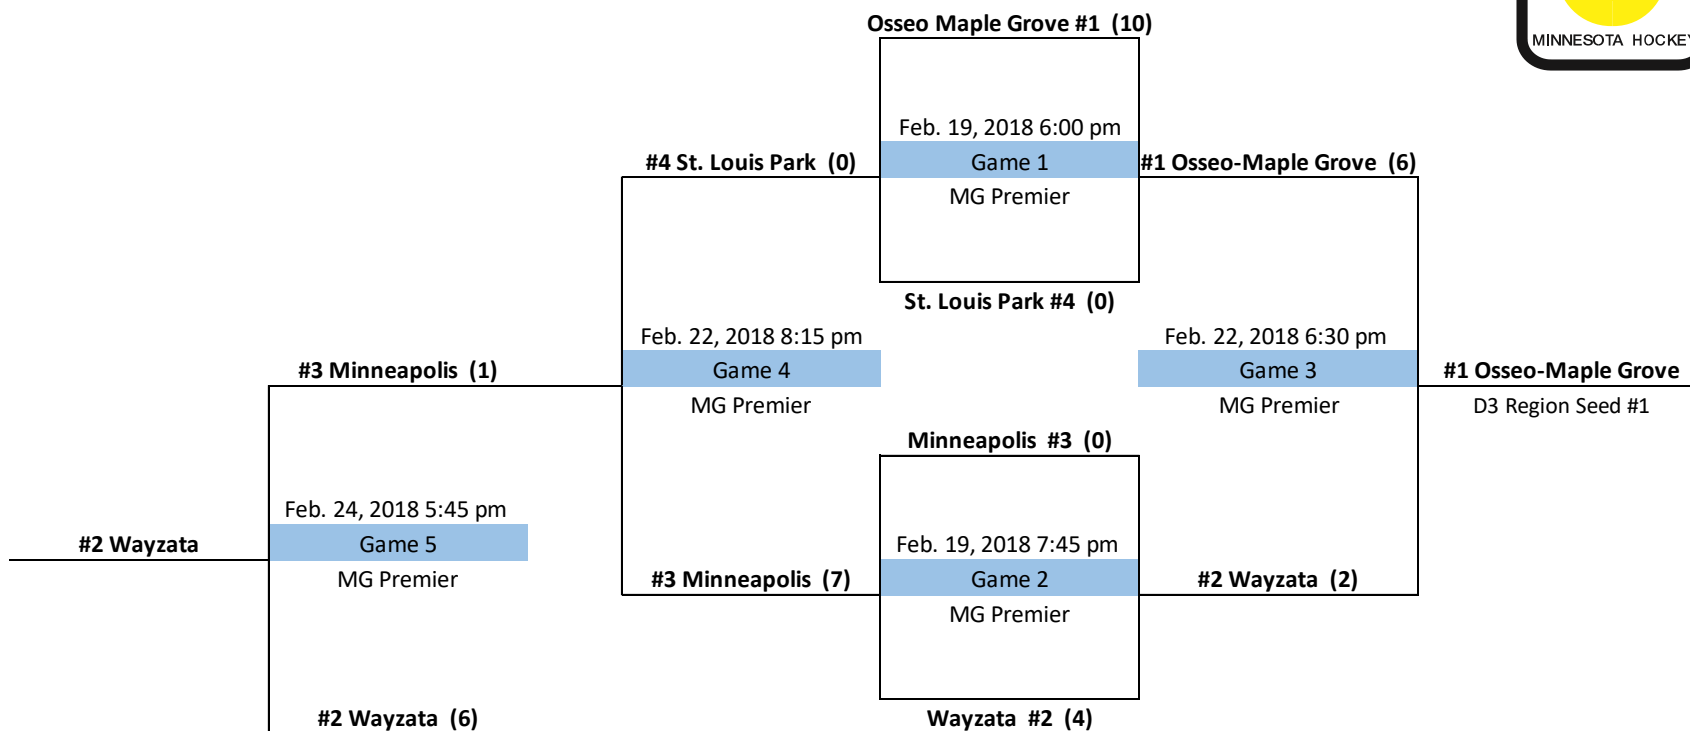 Osseo Maple Grove #1 (10)
MINNESOTA HOCKEY
Feb. 19, 2018 6:00 pm
#4 St. Louis Park (0)
Game 1
#1 Osseo-Maple Grove (6)
MG Premier
St. Louis Park #4 (0)
Feb. 22, 2018 8:15 pm
Feb. 22, 2018 6:30 pm
#3 Minneapolis (1)
Game 4
Game 3
#1 Osseo-Maple Grove
MG Premier
MG Premier
D3 Region Seed #1
Minneapolis #3 (0)
Feb. 24, 2018 5:45 pm
#2 Wayzata
Game 5
Feb. 19, 2018 7:45 pm
MG Premier
#3 Minneapolis (7)
Game 2
#2 Wayzata (2)
MG Premier
#2 Wayzata (6)
Wayzata #2 (4)